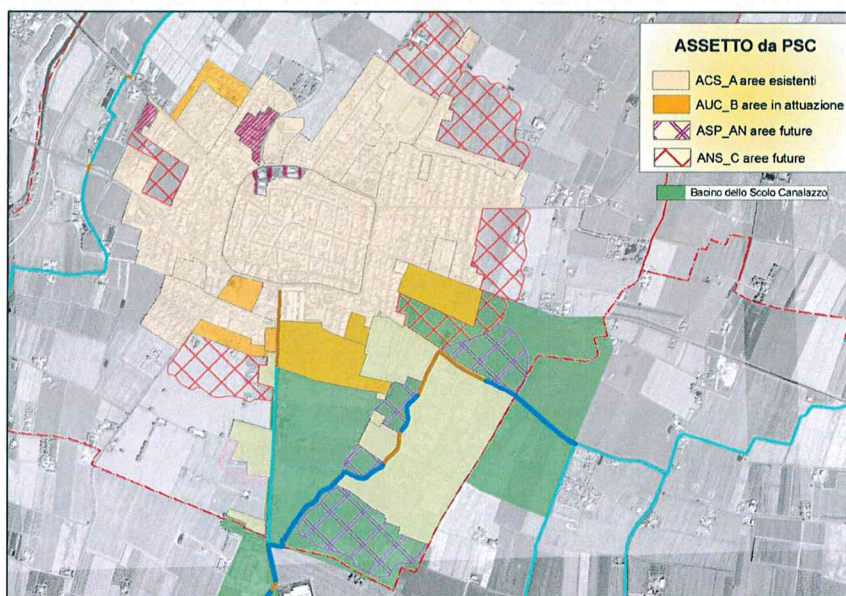 ASSETTO da PSC
ACS_A aree esistenti
AUC_B aree in attuazione
ASP_AN aree future
ANS_C aree future
Bacino dello Scolo Canalazzo